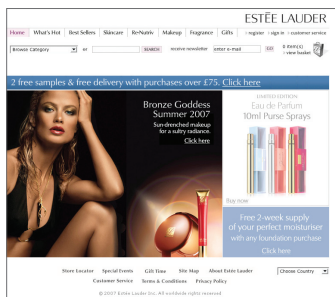 ESTĒE LAUDER
Home What's Hot Best Sellers Skincare Re-Nutriv Makeup Fragrance Gifts register sign in customer service
Browse Category or SEARCH receive newsletter enter e-mail GO 0 item(s)
view basket
2 free samples & free delivery with purchases over £75. Click here
Bronze Goddess
Summer 2007
Sun-drenched makeup
for a sultry radiance.
Click here
LIMITED EDITION
Eau de Parfum
10ml Purse Sprays
Buy now
Free 2-week supply
of your perfect moisturiser
with any foundation purchase
Click here
Store Locator Special Events Gift Time Site Map About Estée Lauder Choose Country
Customer Service Terms & Conditions Privacy Policy
© 2007 Estée Lauder Inc. All worldwide rights reserved